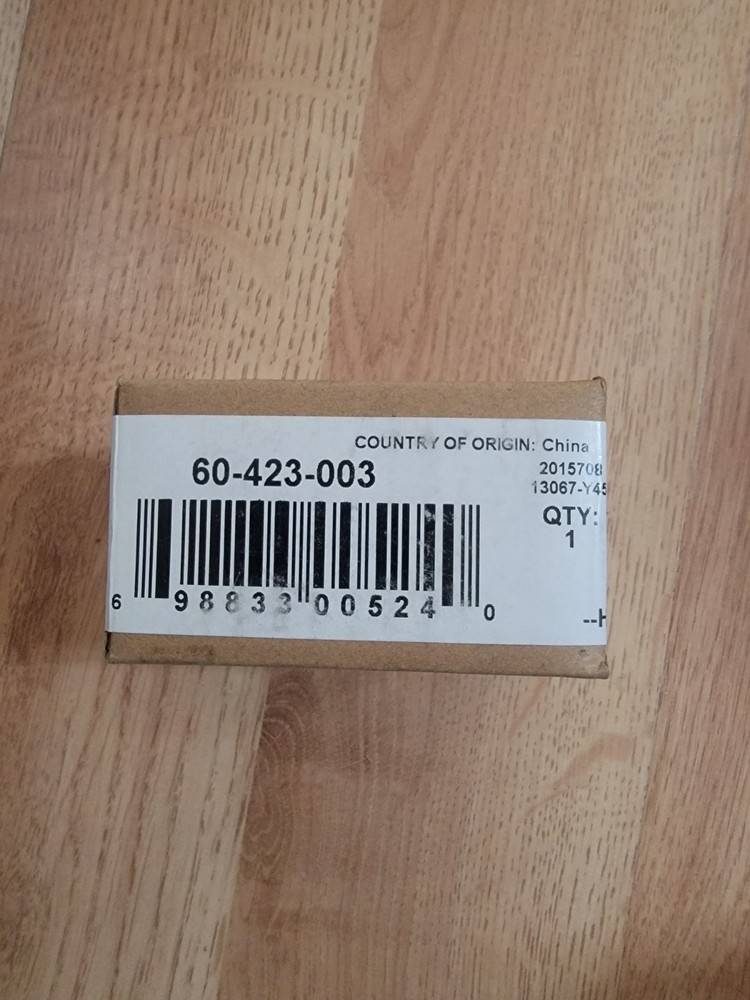 COUNTRY OF ORIGIN: China
60-423-003
2015708
13067-Y45
QTY:
1
6 98833 00524 0
--H